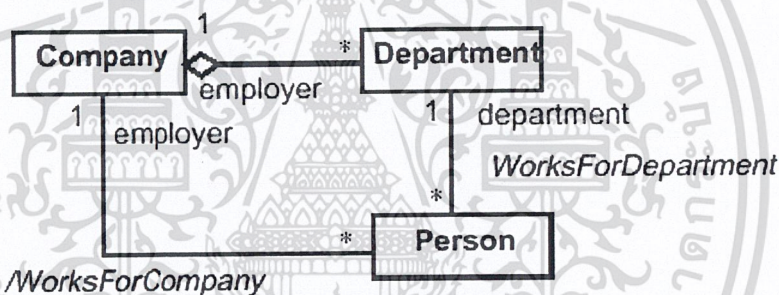 1
Company * Department
employer
1 employer 1 department
WorksForDepartment
*
* Person
/WorksForCompany